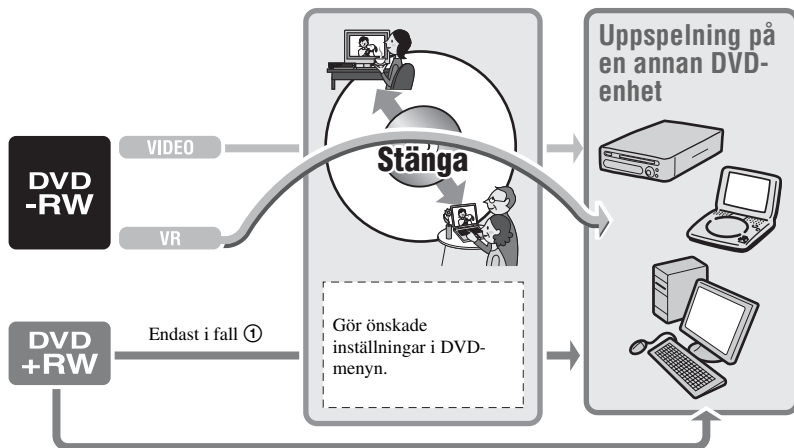 Uppspelning på
en annan DVD-
enhet
VIDEO
Stänga
DVD
-RW
VR
Endast i fall ①
Gör önskade
inställningar i DVD-
menyn.
DVD
+RW